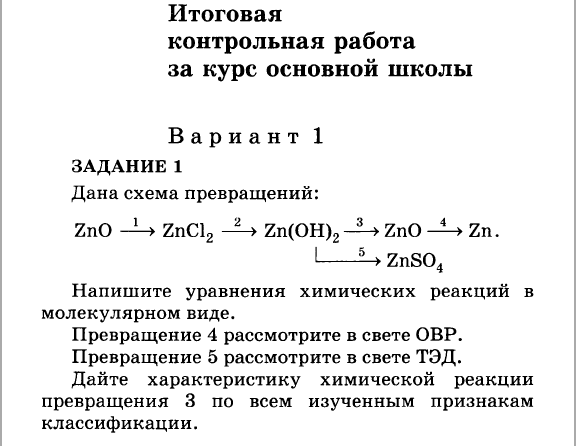 Итоговая
контрольная работа
за курс основной школы
Вариант 1
ЗАДАНИЕ 1
Дана схема превращений:
ZnO —1→ ZnCl₂ —2→ Zn(OH)₂ —3→ ZnO —4→ Zn.
—5→ ZnSO₄
Напишите уравнения химических реакций в
молекулярном виде.
Превращение 4 рассмотрите в свете ОВР.
Превращение 5 рассмотрите в свете ТЭД.
Дайте характеристику химической реакции
превращения 3 по всем изученным признакам
классификации.